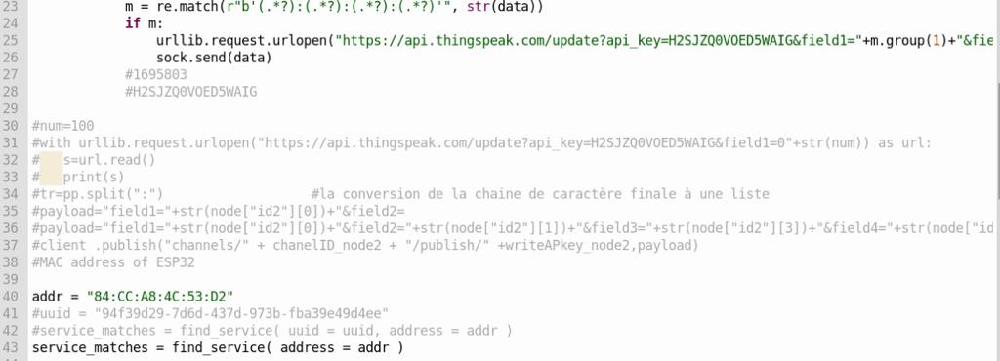 23 m = re.match(r"b'(.*?):(.*?):(.*?):(.*?)'", str(data))
24 if m:
25 urllib.request.urlopen("https://api.thingspeak.com/update?api_key=H2SJZQ0VOED5WAIG&field1="+m.group(1)+"&fie
26 sock.send(data)
27 #1695803
28 #H2SJZQ0VOED5WAIG
29
30 #num=100
31 #with urllib.request.urlopen("https://api.thingspeak.com/update?api_key=H2SJZQ0VOED5WAIG&field1=0"+str(num)) as url:
32 # s=url.read()
33 # print(s)
34 #tr=pp.split(":") #la conversion de la chaine de caractère finale à une liste
35 #payload="field1="+str(node["id2"][0])+"&field2=
36 #payload="field1="+str(node["id2"][0])+"&field2="+str(node["id2"][1])+"&field3="+str(node["id2"][3])+"&field4="+str(node["id
37 #client .publish("channels/" + chanelID_node2 + "/publish/" +writeAPkey_node2,payload)
38 #MAC address of ESP32
39
40 addr = "84:CC:A8:4C:53:D2"
41 #uuid = "94f39d29-7d6d-437d-973b-fba39e49d4ee"
42 #service_matches = find_service( uuid = uuid, address = addr )
43 service_matches = find_service( address = addr )